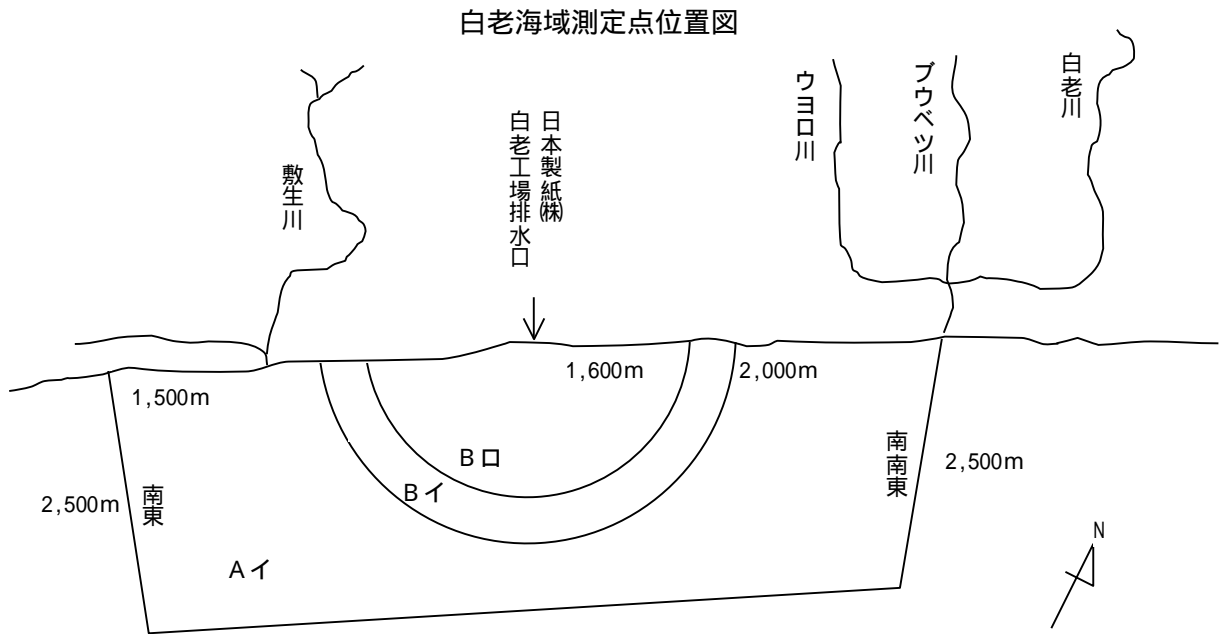 白老海域測定点位置図
敷生川
日本製紙㈱
白老工場排水口
ウヨロ川
ブウベツ川
白老川
1,500m
1,600m
2,000m
2,500m
南東
Bロ
Bイ
Aイ
南南東
2,500m
N